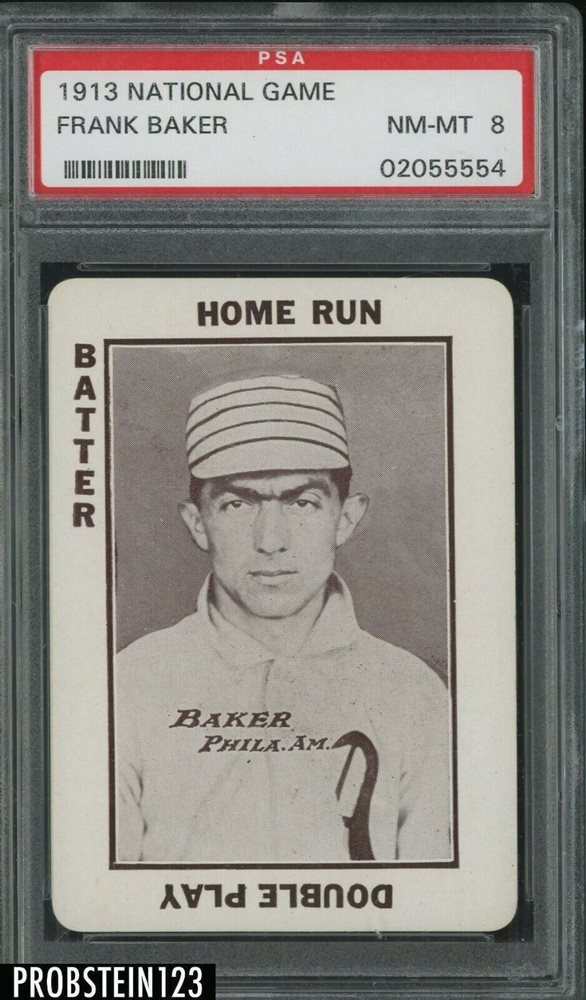 PSA
1913 NATIONAL GAME
FRANK BAKER NM-MT 8
02055554
HOME RUN
BATTER
BAKER
PHILA. AM.
DOUBLE PLAY
PROBSTEIN123